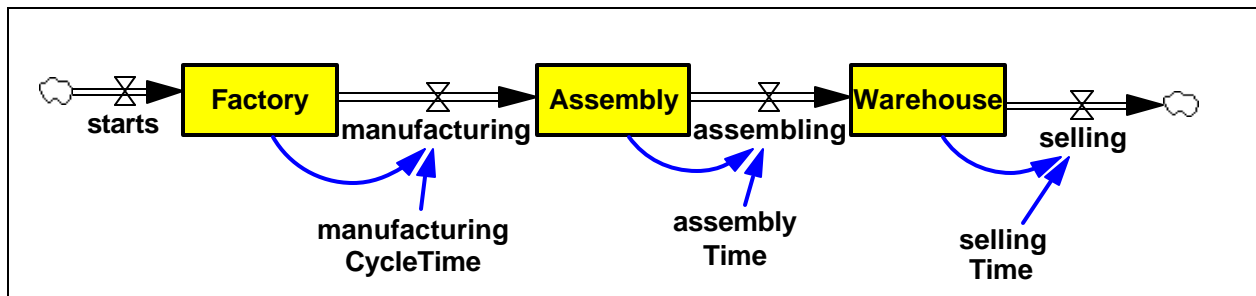 Factory
Assembly
Warehouse
starts
manufacturing
assembling
selling
manufacturing
CycleTime
assembly
Time
selling
Time